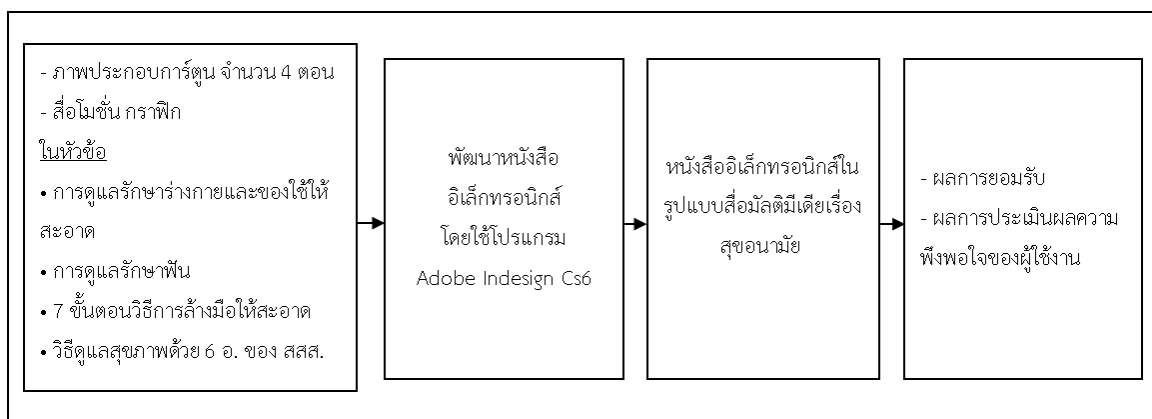 - ภาพประกอบการ์ตูน จำนวน 4 ตอน
- สื่อโมชั่น กราฟิก
ในหัวข้อ
• การดูแลรักษาร่างกายและของใช้ให้
สะอาด
• การดูแลรักษาฟัน
• 7 ขั้นตอนวิธีการล้างมือให้สะอาด
• วิธีดูแลสุขภาพด้วย 6 อ. ของ สสส.
พัฒนาหนังสือ
อิเล็กทรอนิกส์
โดยใช้โปรแกรม
Adobe Indesign Cs6
หนังสืออิเล็กทรอนิกส์ใน
รูปแบบสื่อมัลติมีเดียเรื่อง
สุขอนามัย
- ผลการยอมรับ
- ผลการประเมินผลความ
พึงพอใจของผู้ใช้งาน